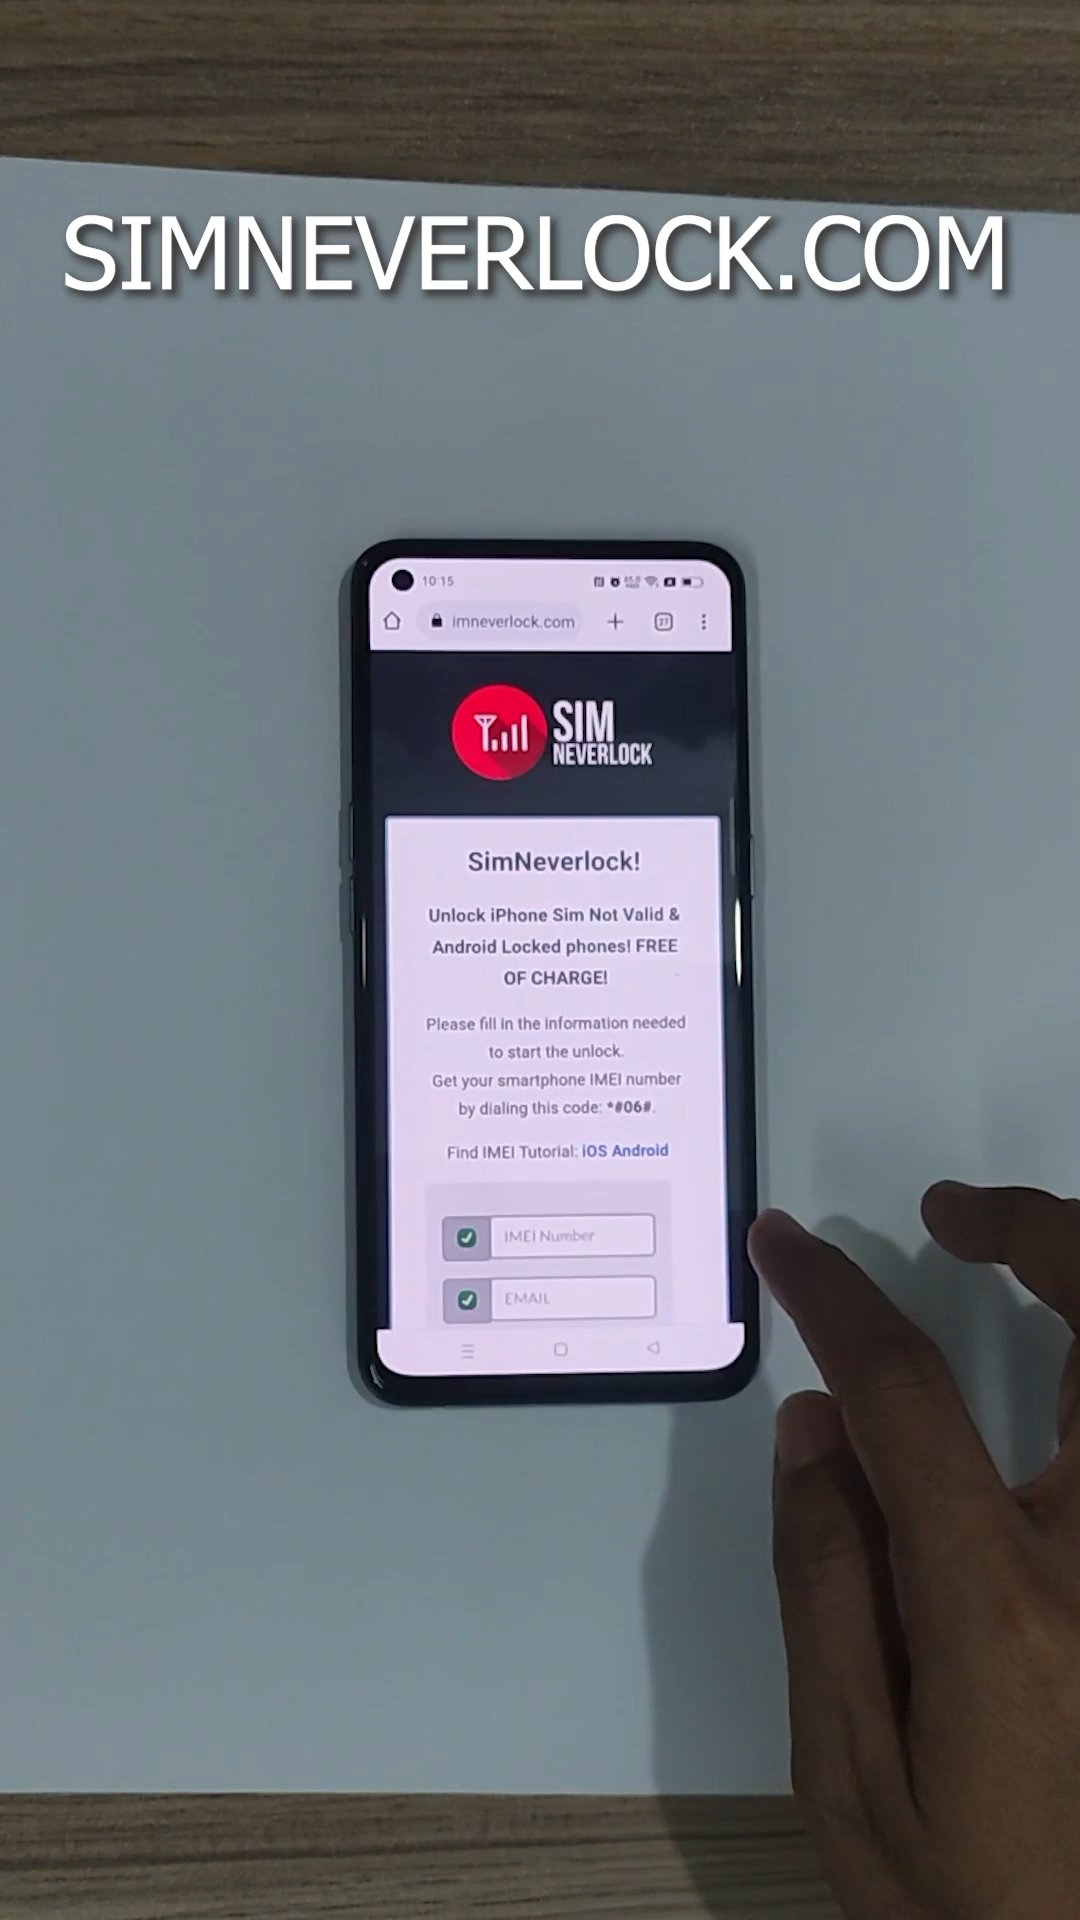 SIMNEVERLOCK.COM
10:15
imneverlock.com
77
SIM
NEVERLOCK
SimNeverlock!
Unlock iPhone Sim Not Valid &
Android Locked phones! FREE
OF CHARGE!
Please fill in the information needed
to start the unlock.
Get your smartphone IMEI number
by dialing this code: *#06#.
Find IMEI Tutorial: iOS Android
IMEI Number
EMAIL